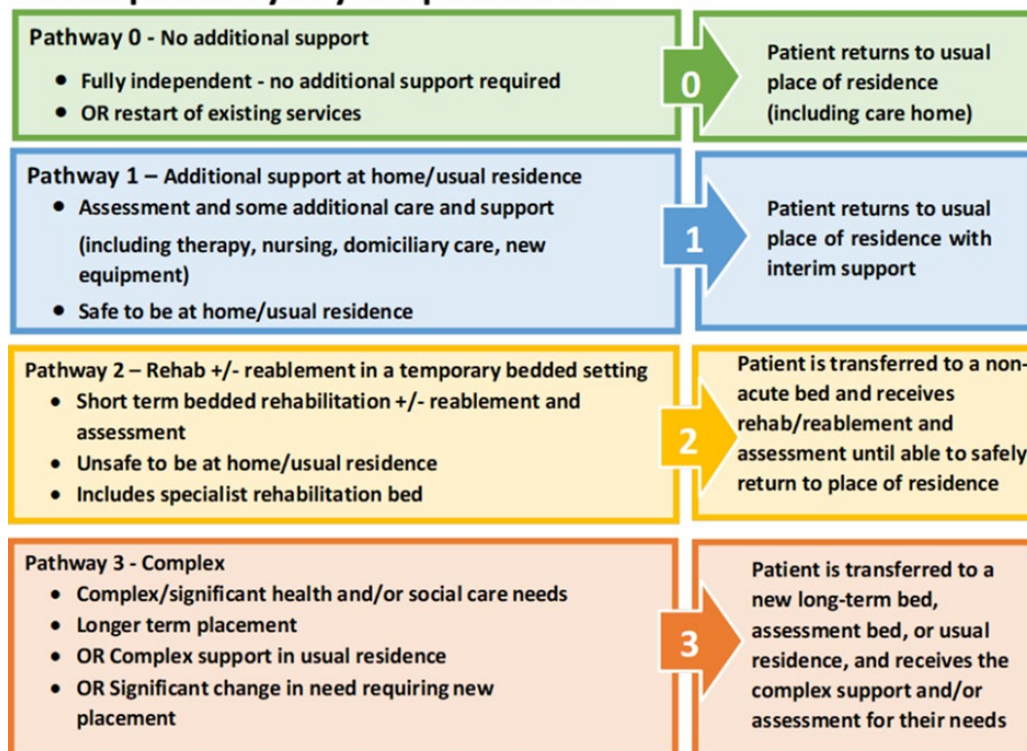 Pathway 0 - No additional support
• Fully independent - no additional support required
• OR restart of existing services
0
Patient returns to usual
place of residence
(including care home)
Pathway 1 – Additional support at home/usual residence
• Assessment and some additional care and support
(including therapy, nursing, domiciliary care, new
equipment)
• Safe to be at home/usual residence
1
Patient returns to usual
place of residence with
interim support
Pathway 2 – Rehab +/- reablement in a temporary bedded setting
• Short term bedded rehabilitation +/- reablement and
assessment
• Unsafe to be at home/usual residence
• Includes specialist rehabilitation bed
2
Patient is transferred to a non-
acute bed and receives
rehab/reablement and
assessment until able to safely
return to place of residence
Pathway 3 - Complex
• Complex/significant health and/or social care needs
• Longer term placement
• OR Complex support in usual residence
• OR Significant change in need requiring new
placement
3
Patient is transferred to a
new long-term bed,
assessment bed, or usual
residence, and receives the
complex support and/or
assessment for their needs